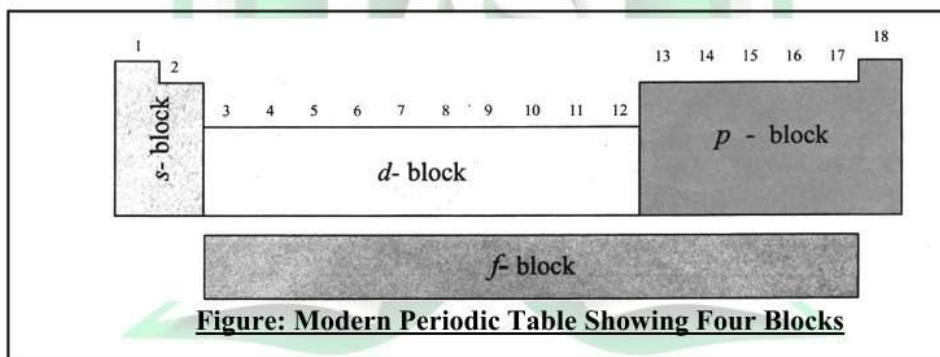 18
1
13 14 15 16 17
2
3 4 5 6 7 8 9 10 11 12
s- block
d- block
p - block
f- block
Figure: Modern Periodic Table Showing Four Blocks